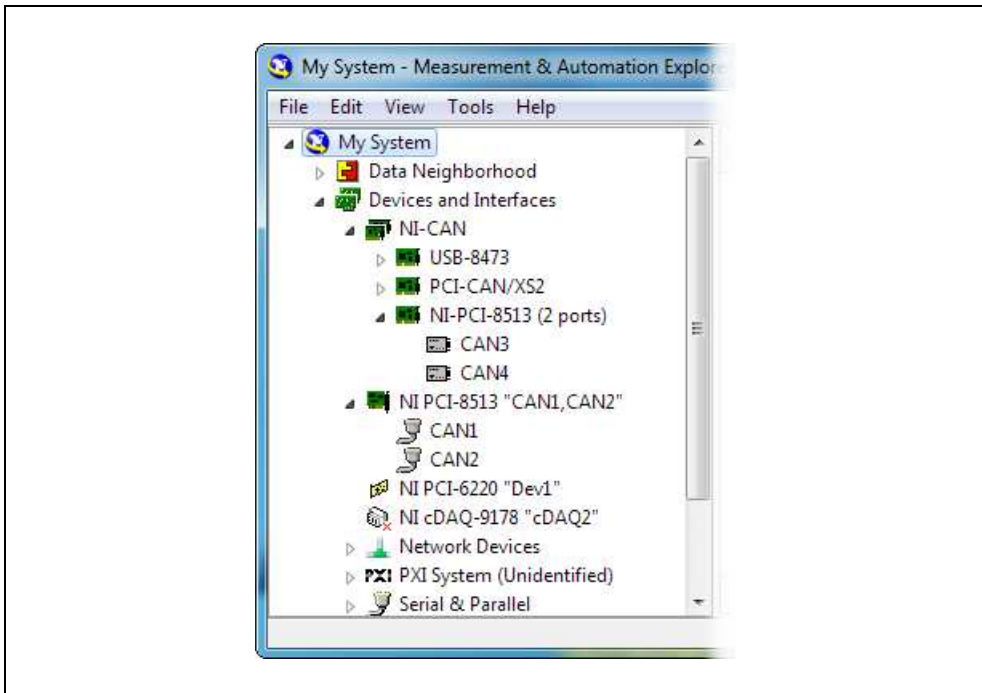 My System - Measurement & Automation Explore
File Edit View Tools Help
My System
Data Neighborhood
Devices and Interfaces
NI-CAN
USB-8473
PCI-CAN/XS2
NI-PCI-8513 (2 ports)
CAN3
CAN4
NI PCI-8513 "CAN1,CAN2"
CAN1
CAN2
NI PCI-6220 "Dev1"
NI cDAQ-9178 "cDAQ2"
Network Devices
PXI PXI System (Unidentified)
Serial & Parallel